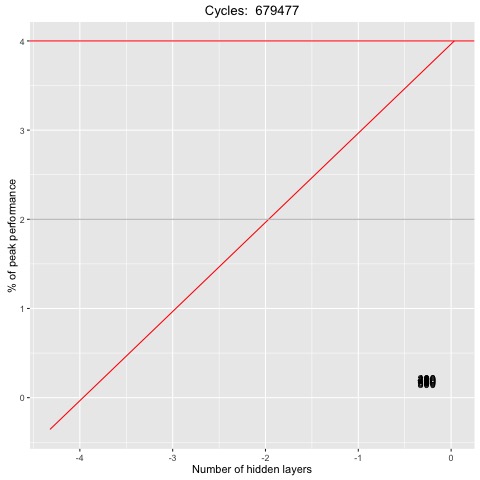 Cycles: 679477
4
3
2
1
0
% of peak performance
-4 -3 -2 -1 0
Number of hidden layers